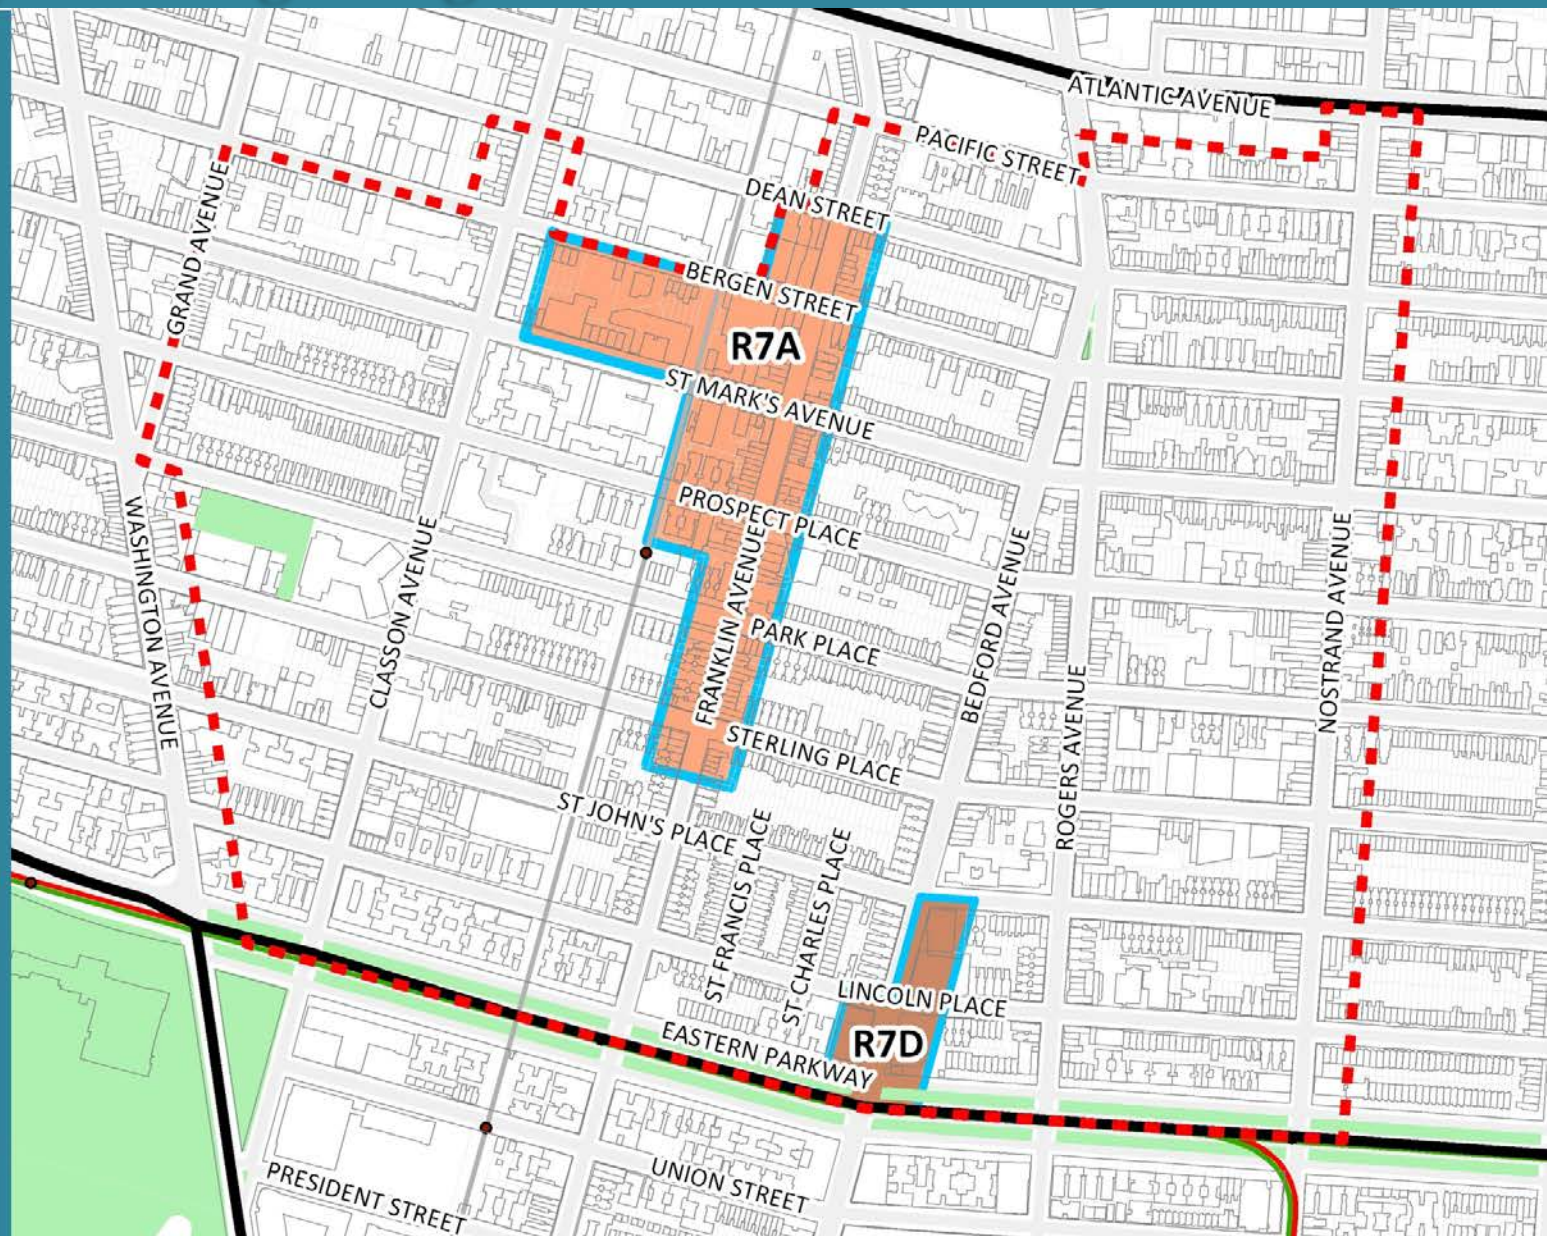 ATLANTIC AVENUE
PACIFIC STREET
DEAN STREET
GRAND AVENUE
BERGEN STREET
R7A
ST MARK'S AVENUE
PROSPECT PLACE
WASHINGTON AVENUE
CLASSON AVENUE
FRANKLIN AVENUE
BEDFORD AVENUE
NOSTRAND AVENUE
PARK PLACE
ROGERS AVENUE
STERLING PLACE
ST JOHN'S PLACE
ST FRANCIS PLACE
ST CHARLES PLACE
LINCOLN PLACE
R7D
EASTERN PARKWAY
UNION STREET
PRESIDENT STREET